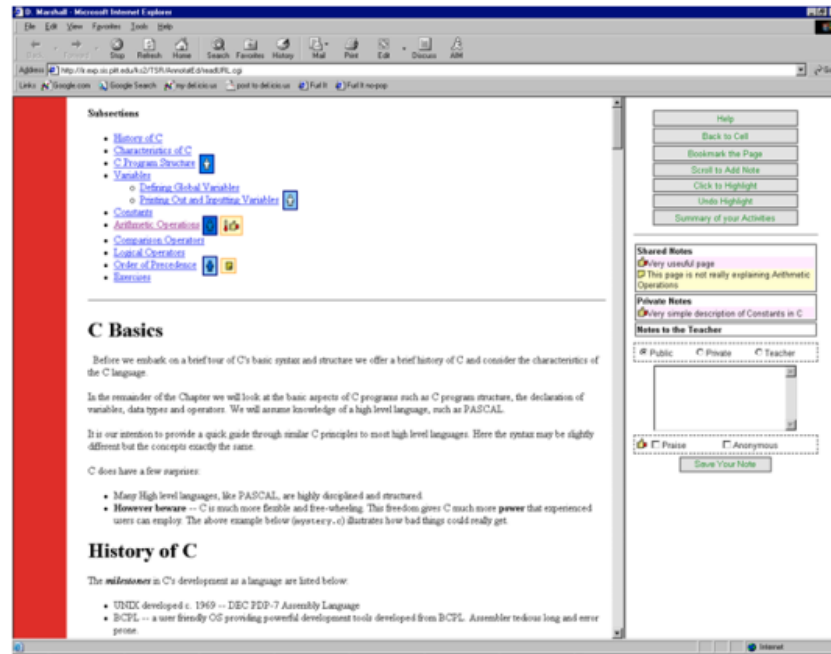 D. Marshall - Microsoft Internet Explorer
File Edit View Favorites Tools Help
Back Forward Stop Refresh Home Search Favorites History Mail Print Edit Discuss AIM
Address
Links Google.com Google Search my del.icio.us post to del.icio.us Furl It Furl It no-pop
Subsections
History of C
Characteristics of C
C Program Structure
Variables
Defining Global Variables
Printing Out and Inputting Variables
Constants
Arithmetic Operations
Comparison Operators
Logical Operators
Order of Precedence
Exercises
C Basics
Before we embark on a brief tour of C's basic syntax and structure we offer a brief history of C and consider the characteristics of
the C language.
In the remainder of the Chapter we will look at the basic aspects of C programs such as C program structure, the declaration of
variables, data types and operators. We will assume knowledge of a high level language, such as PASCAL.
It is our intention to provide a quick guide through similar C principles to most high level languages. Here the syntax may be slightly
different but the concepts exactly the same.
C does have a few surprises:
Many High level languages, like PASCAL, are highly disciplined and structured.
However beware -- C is much more flexible and free-wheeling. This freedom gives C much more power that experienced
users can employ. The above example below (mystery.c) illustrates how bad things could really get.
History of C
The milestones in C's development as a language are listed below:
UNIX developed c. 1969 -- DEC PDP-7 Assembly Language
BCPL -- a user friendly OS providing powerful development tools developed from BCPL. Assembler tedious long and error
prone.
Help
Back to Cell
Bookmark the Page
Scroll to Add Note
Click to Highlight
Undo Highlight
Summary of your Activities
Shared Notes
Very useuful page
This page is not really explaining Arithmetic
Operations
Private Notes
Very simple description of Constants in C
Notes to the Teacher
Public Private Teacher
Praise Anonymous
Save Your Note
Internet